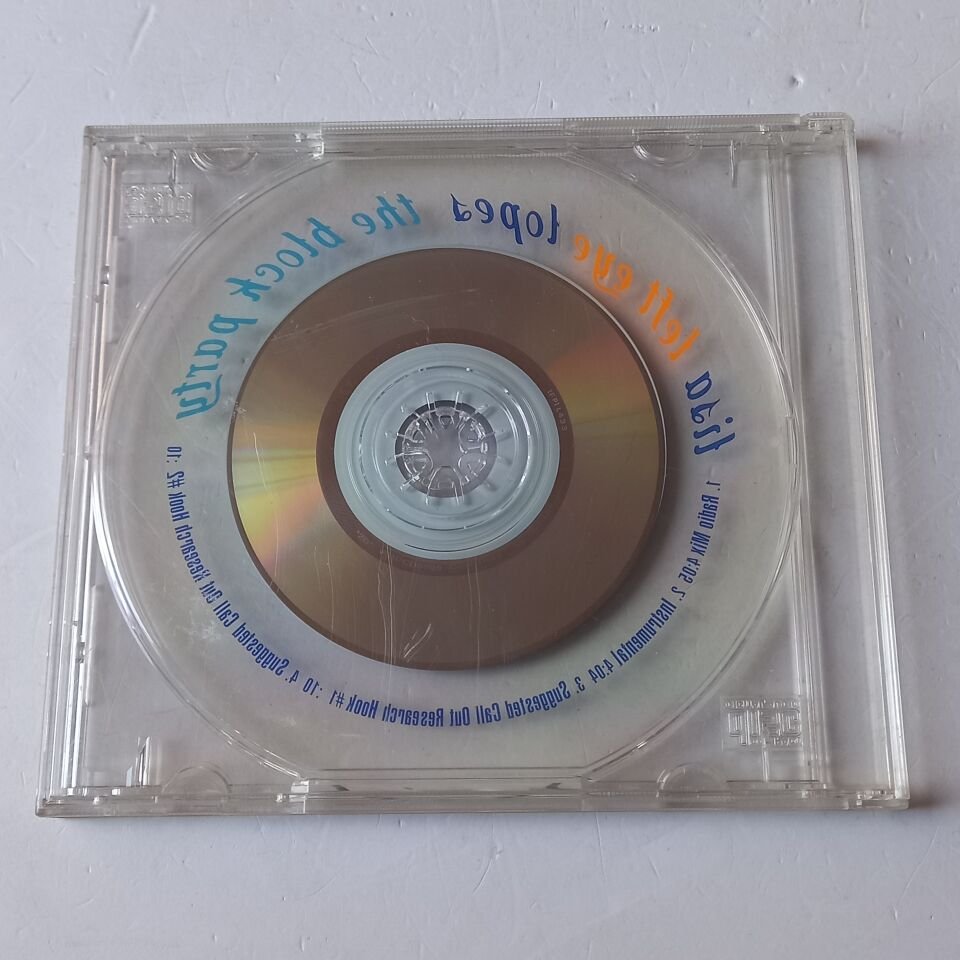 lisa left eye lopes the block party
1. Radio Mix 4:05 2. Instrumental 4:04 3. Suggested Call Out Research Hook #1 :10 4. Suggested Call Out Research Hook #2 :10